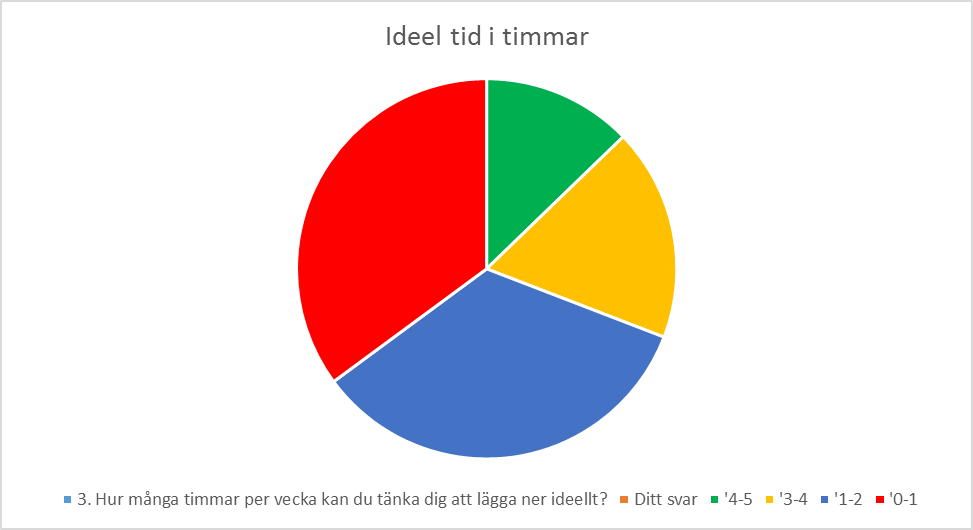 Ideel tid i timmar
3. Hur många timmar per vecka kan du tänka dig att lägga ner ideellt? Ditt svar '4-5 '3-4 '1-2 '0-1